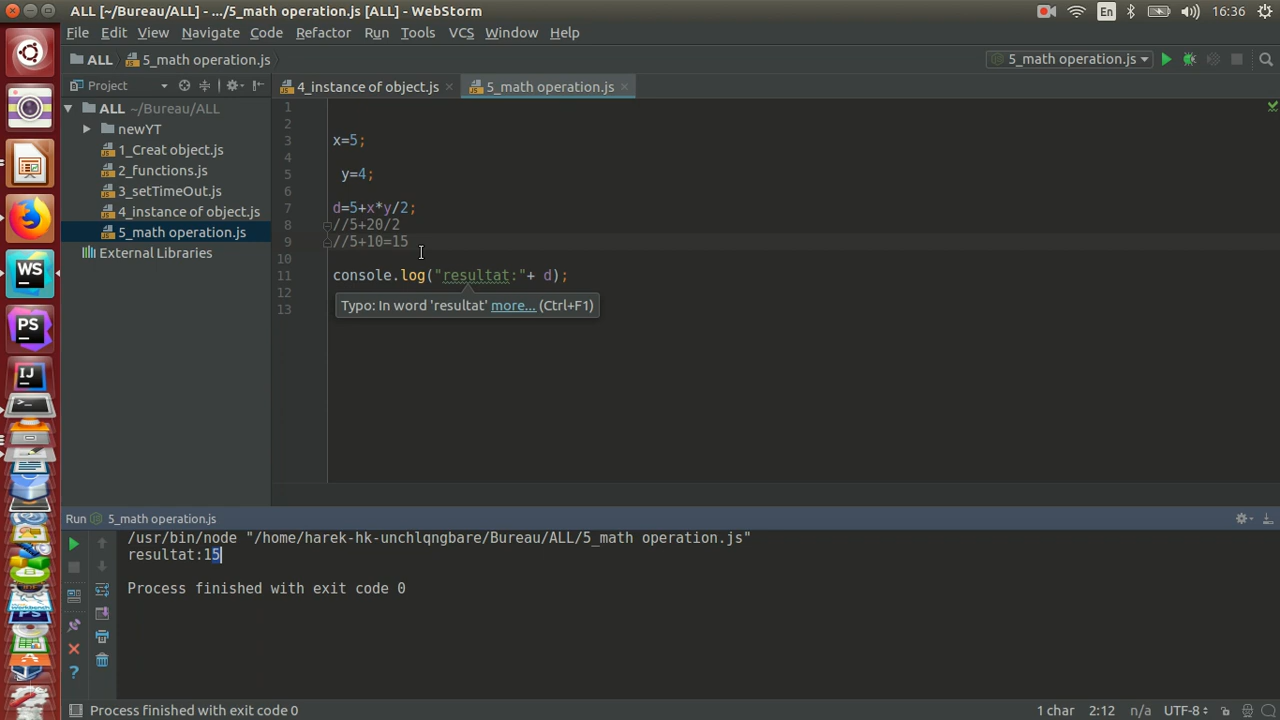 ALL [~/Bureau/ALL] - .../5_math operation.js [ALL] - WebStorm
En
16:36
File Edit View Navigate Code Refactor Run Tools VCS Window Help
ALL 5_math operation.js
5_math operation.js
Project
4_instance of object.js
5_math operation.js
ALL ~/Bureau/ALL
newYT
1_Creat object.js
2_functions.js
3_setTimeOut.js
4_instance of object.js
5_math operation.js
External Libraries
1
2
3 x=5;
4
5 y=4;
6
7 d=5+x*y/2;
8 //5+20/2
9 //5+10=15
10
11 console.log("resultat:"+ d);
12
13
Typo: In word 'resultat' more... (Ctrl+F1)
WS
PS
IJ
Run 5_math operation.js
/usr/bin/node "/home/harek-hk-unchlqngbare/Bureau/ALL/5_math operation.js"
resultat:15
Process finished with exit code 0
Process finished with exit code 0
1 char 2:12 n/a UTF-8